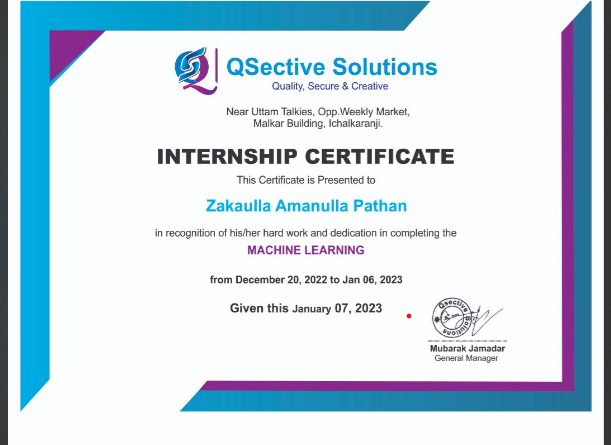 QSective Solutions
Quality, Secure & Creative
Near Uttam Talkies, Opp.Weekly Market,
Malkar Building, Ichalkaranji.
INTERNSHIP CERTIFICATE
This Certificate is Presented to
Zakaulla Amanulla Pathan
in recognition of his/her hard work and dedication in completing the
MACHINE LEARNING
from December 20, 2022 to Jan 06, 2023
Given this January 07, 2023
Qsective
Solutions
Mubarak Jamadar
General Manager